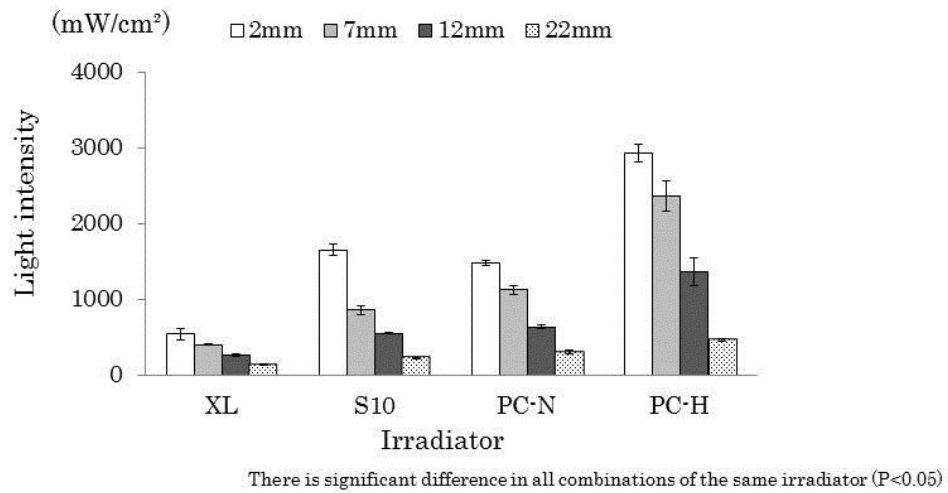 (mW/cm²)
2mm 7mm 12mm 22mm
4000
3000
2000
1000
0
Light intensity
XL S10 PC-N PC-H
Irradiator
There is significant difference in all combinations of the same irradiator (P<0.05)